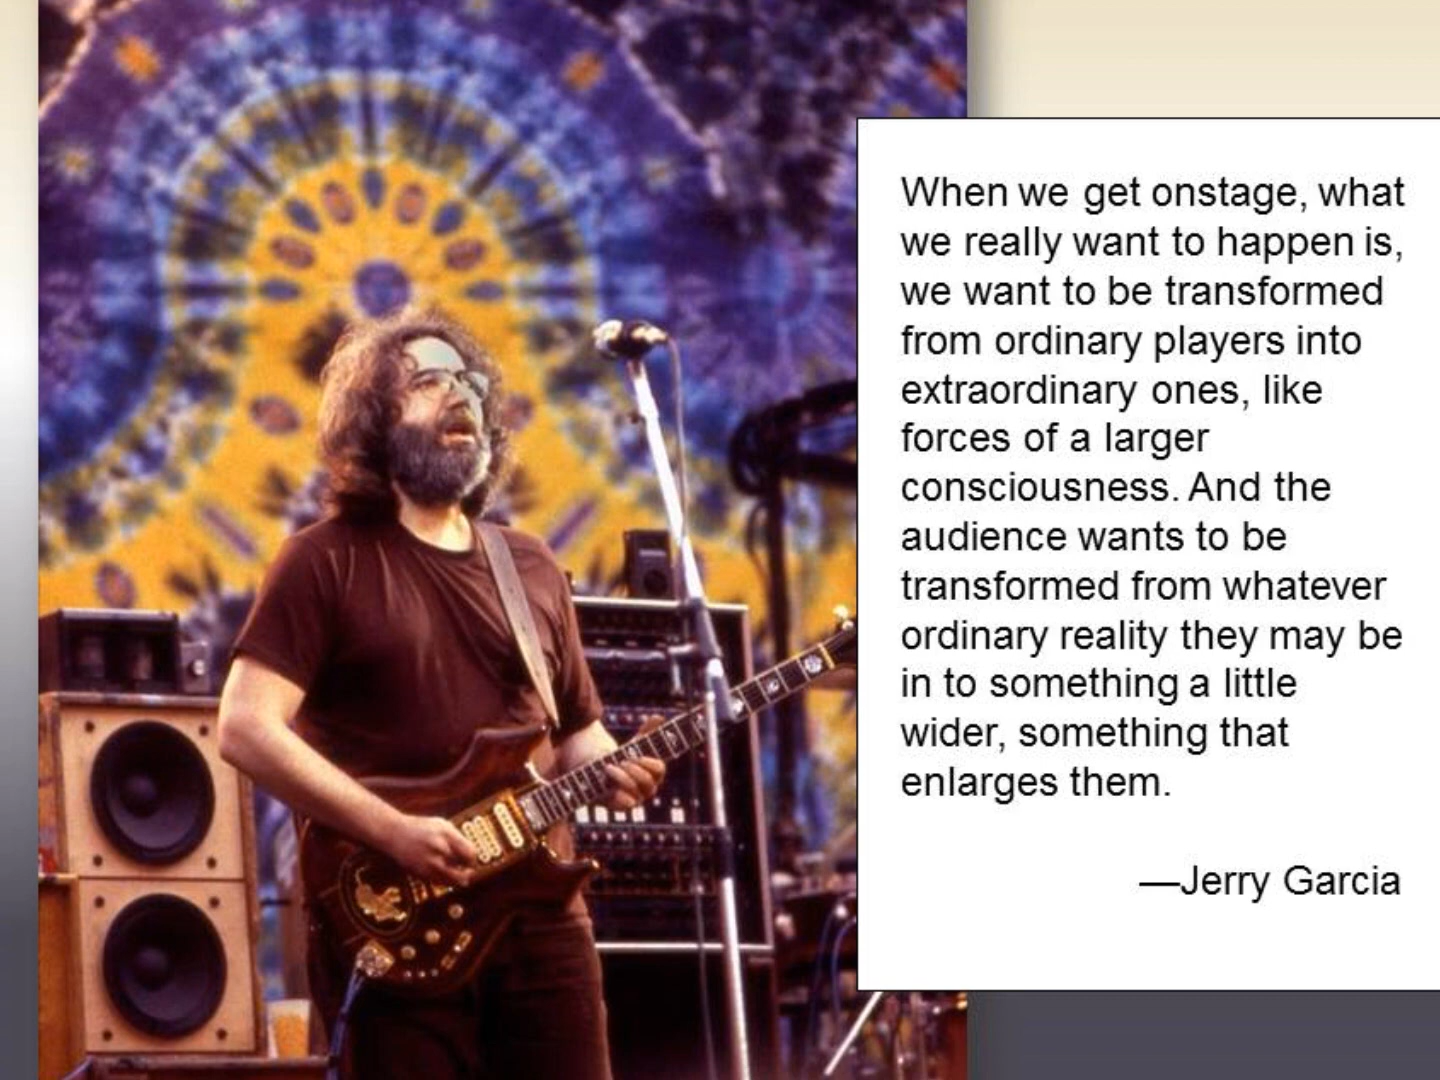 When we get onstage, what
we really want to happen is,
we want to be transformed
from ordinary players into
extraordinary ones, like
forces of a larger
consciousness. And the
audience wants to be
transformed from whatever
ordinary reality they may be
in to something a little
wider, something that
enlarges them.
—Jerry Garcia